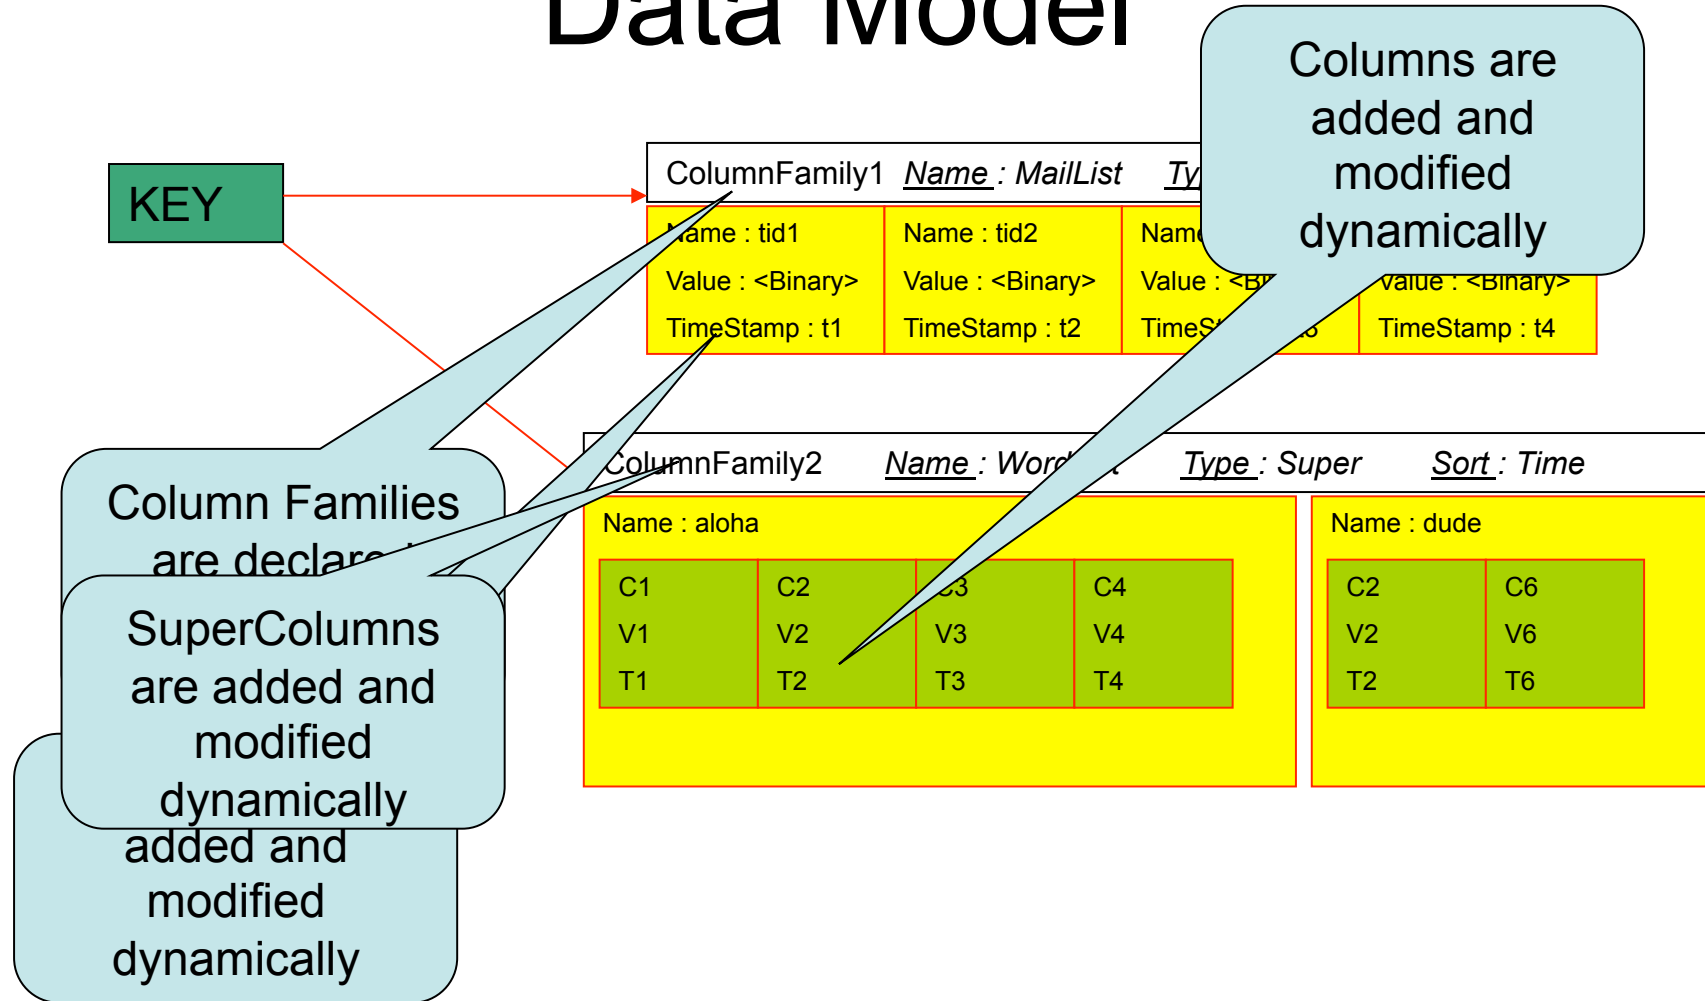 Data Model
Columns are
added and
modified
dynamically
KEY
ColumnFamily1 Name : MailList
Name : tid1
Value : <Binary>
TimeStamp : t1
Name : tid2
Value : <Binary>
TimeStamp : t2
Value :
Value : <Binary>
TimeStamp : t4
ColumnFamily2 Name : Type : Super Sort : Time
Name : aloha
C1 C2 C3 C4
V1 V2 V3 V4
T1 T2 T3 T4
Name : dude
C2 C6
V2 V6
T2 T6
Column Families
are
SuperColumns
are added and
modified
dynamically
added and
modified
dynamically